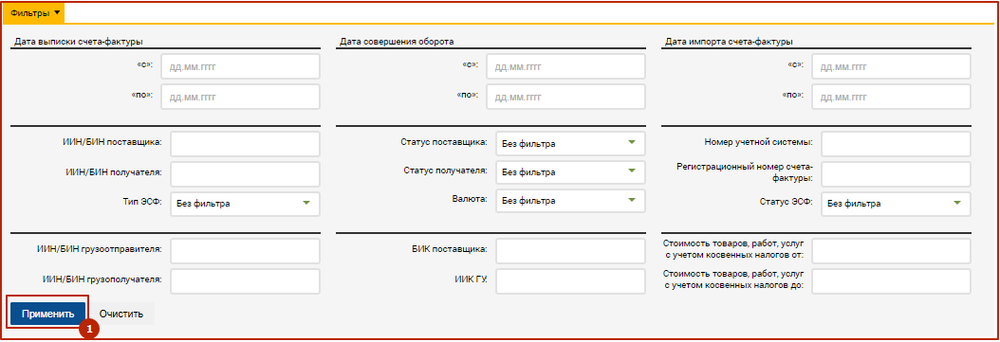 Фильтры
Дата выписки счета-фактуры
Дата совершения оборота
Дата импорта счета-фактуры
«с»:
дд.мм.гггг
«с»:
дд.мм.гггг
«с»:
дд.мм.гггг
«по»:
дд.мм.гггг
«по»:
дд.мм.гггг
«по»:
дд.мм.гггг
ИИН/БИН поставщика:
Статус поставщика:
Без фильтра
Номер учетной системы:
ИИН/БИН получателя:
Статус получателя:
Без фильтра
Регистрационный номер счета-
фактуры:
Тип ЭСФ:
Без фильтра
Валюта:
Без фильтра
Статус ЭСФ:
Без фильтра
ИИН/БИН грузоотправителя:
БИК поставщика:
Стоимость товаров, работ, услуг
с учетом косвенных налогов от:
ИИН/БИН грузополучателя:
ИИК ГУ:
Стоимость товаров, работ, услуг
с учетом косвенных налогов до:
Применить
Очистить
1